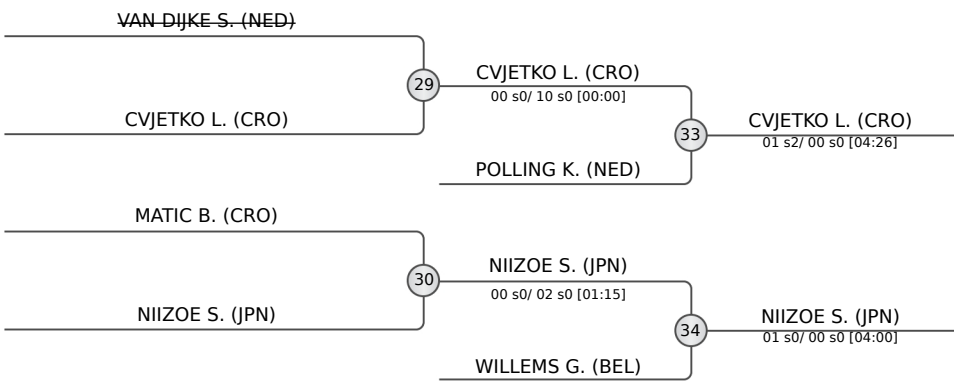 VAN DIJKE S. (NED)
29
CVJETKO L. (CRO)
00 s0/ 10 s0 [00:00]
CVJETKO L. (CRO)
33
CVJETKO L. (CRO)
01 s2/ 00 s0 [04:26]
POLLING K. (NED)
MATIC B. (CRO)
30
NIIZOE S. (JPN)
00 s0/ 02 s0 [01:15]
NIIZOE S. (JPN)
34
NIIZOE S. (JPN)
01 s0/ 00 s0 [04:00]
WILLEMS G. (BEL)